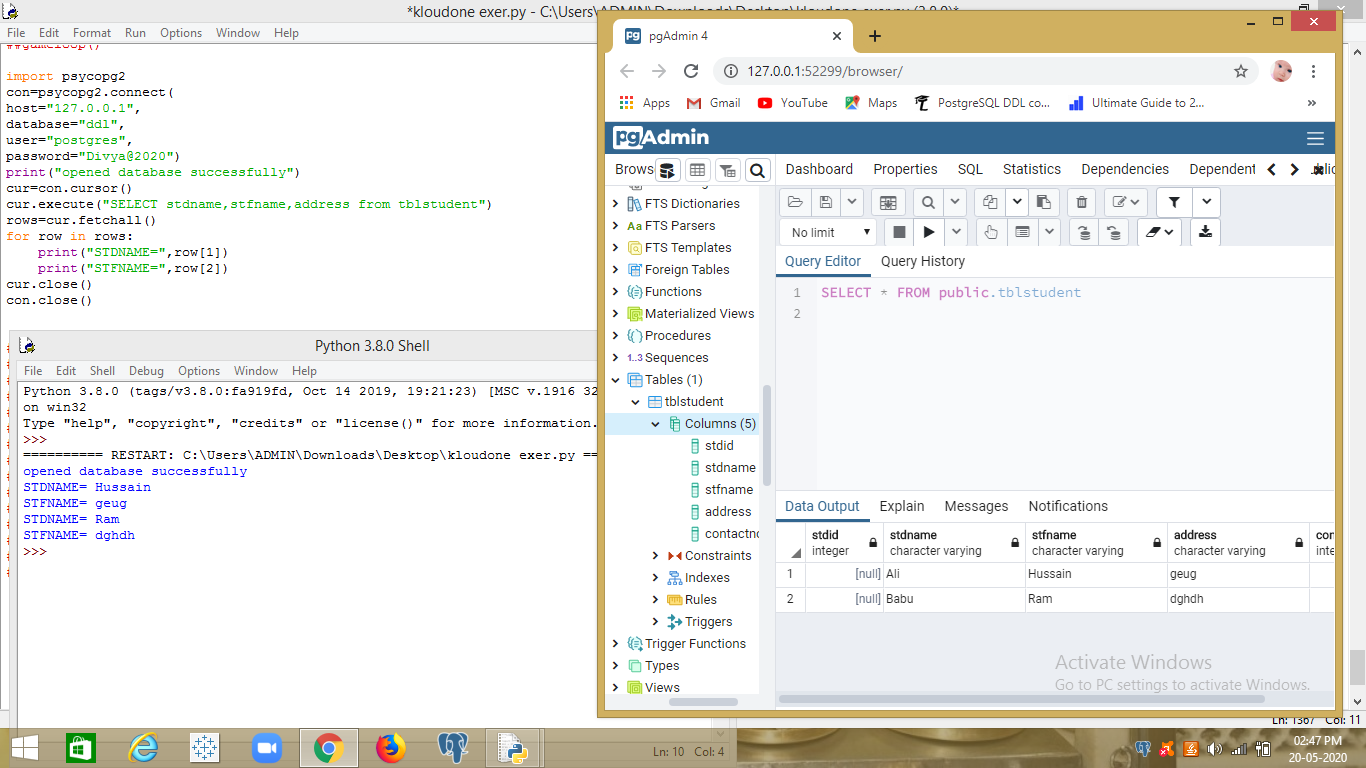 *kloudone exer.py - C:\Users\ADMIN\Downloads\Desktop\kloudone exer.py (3.8.0)*
File Edit Format Run Options Window Help
##gameloop()
import psycopg2
con=psycopg2.connect(
host="127.0.0.1",
database="ddl",
user="postgres",
password="Divya@2020")
print("opened database successfully")
cur=con.cursor()
cur.execute("SELECT stdname,stfname,address from tblstudent")
rows=cur.fetchall()
for row in rows:
print("STDNAME=",row[1])
print("STFNAME=",row[2])
cur.close()
con.close()
Python 3.8.0 Shell
File Edit Shell Debug Options Window Help
Python 3.8.0 (tags/v3.8.0:fa919fd, Oct 14 2019, 19:21:23) [MSC v.1916 32
on win32
Type "help", "copyright", "credits" or "license()" for more information.
>>>
========== RESTART: C:\Users\ADMIN\Downloads\Desktop\kloudone exer.py ==
opened database successfully
STDNAME= Hussain
STFNAME= geug
STDNAME= Ram
STFNAME= dghdh
>>>
Ln: 10 Col: 4
pgAdmin 4
127.0.0.1:52299/browser/
Apps Gmail YouTube Maps PostgreSQL DDL co... Ultimate Guide to 2... »
pgAdmin
Brows
Dashboard Properties SQL Statistics Dependencies Dependent
FTS Dictionaries
Aa FTS Parsers
FTS Templates
Foreign Tables
Functions
Materialized Views
Procedures
1..3 Sequences
Tables (1)
tblstudent
Columns (5)
stdid
stdname
stfname
address
contactno
Constraints
Indexes
Rules
Triggers
Trigger Functions
Types
Views
No limit
Query Editor Query History
1 SELECT * FROM public.tblstudent
2
Data Output Explain Messages Notifications
stdid stdname stfname address con
integer character varying character varying character varying inte
1 [null] Ali Hussain geug
2 [null] Babu Ram dghdh
Activate Windows
Go to PC settings to activate Windows.
Ln: 1367 Col: 11
02:47 PM
20-05-2020